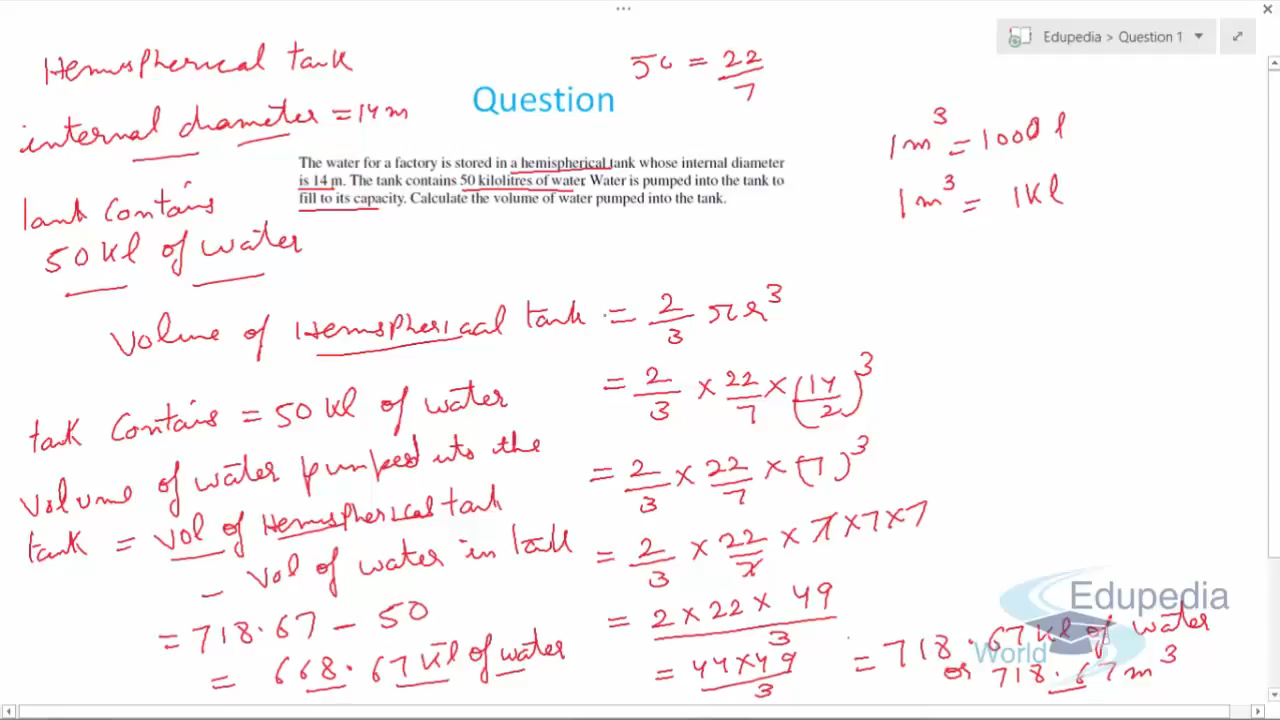 Edupedia > Question 1
Hemispherical tank
π = 22/7
Question
internal diameter = 14 m
1m³ = 1000 l
The water for a factory is stored in a hemispherical tank whose internal diameter
is 14 m. The tank contains 50 kilolitres of water. Water is pumped into the tank to
fill to its capacity. Calculate the volume of water pumped into the tank.
1m³ = 1Kl
tank Contains
50 Kl of water
Volume of Hemispherical tank = 2/3 πr³
= 2/3 × 22/7 × (14/2)³
tank Contains = 50 Kl of water
= 2/3 × 22/7 × (7)³
Volume of water pumped into the
tank = vol of Hemispherical tank
- vol of water in tank
= 2/3 × 22/7 × 7 × 7 × 7
= 718.67 - 50
= 2 × 22 × 49/3
= 668.67 Kl of water
= 44 × 49/3
= 718.67 Kl of water
or 718.67 m³
Edupedia
World